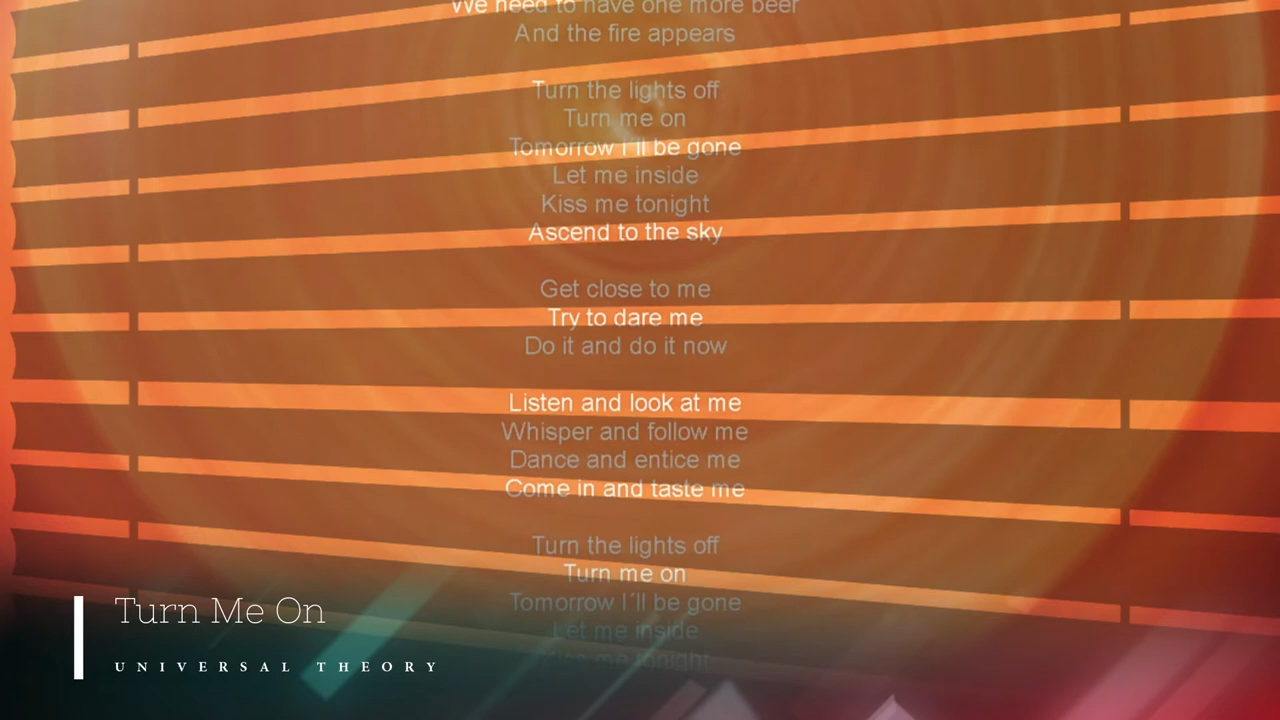 We need to have one more beer
And the fire appears
Turn the lights off
Turn me on
Tomorrow I´ll be gone
Let me inside
Kiss me tonight
Ascend to the sky
Get close to me
Try to dare me
Do it and do it now
Listen and look at me
Whisper and follow me
Dance and entice me
Come in and taste me
Turn the lights off
Turn me on
Tomorrow I´ll be gone
Let me inside
Kiss me tonight
Turn Me On
UNIVERSAL THEORY